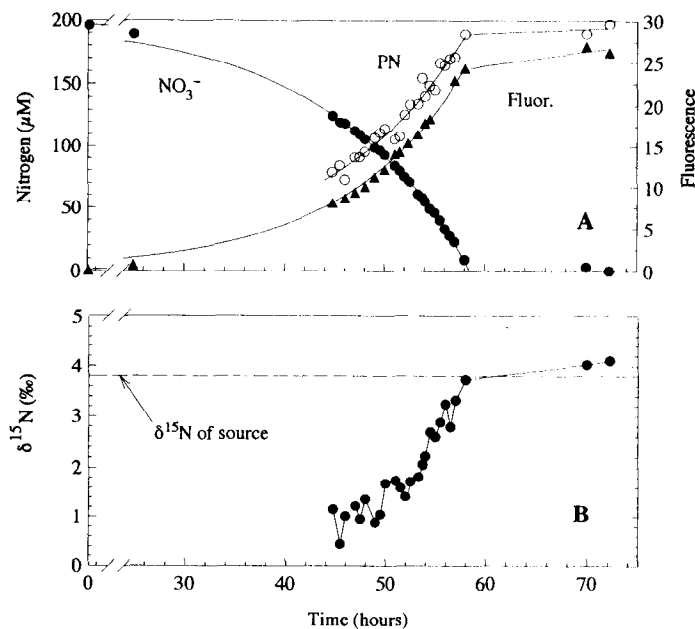 200
150
100
50
0
Nitrogen (µM)
NO₃⁻
PN
Fluor.
A
30
25
20
15
10
5
0
Fluorescence
5
4
3
2
1
0
δ¹⁵N (‰)
δ¹⁵N of source
B
0
30
40
50
60
70
Time (hours)